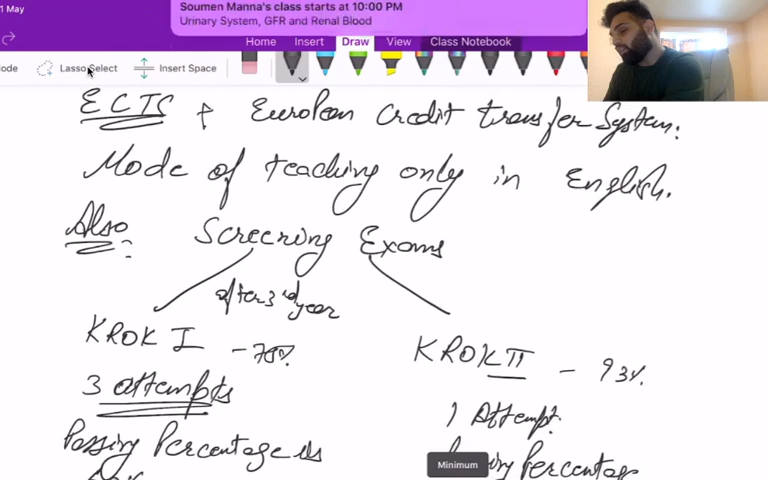 1 May
Soumen Manna's class starts at 10:00 PM
Urinary System, GFR and Renal Blood
Home Insert Draw View Class Notebook
ode Lasso Select Insert Space
ECTS European Credit transfer System.
Mode of teaching only in English.
Also: Screening Exams
after 3rd year
KROK I - 78%
KROK II - 93%
3 attempts
1 Attempt.
Passing Percentage is
Percentage
Minimum